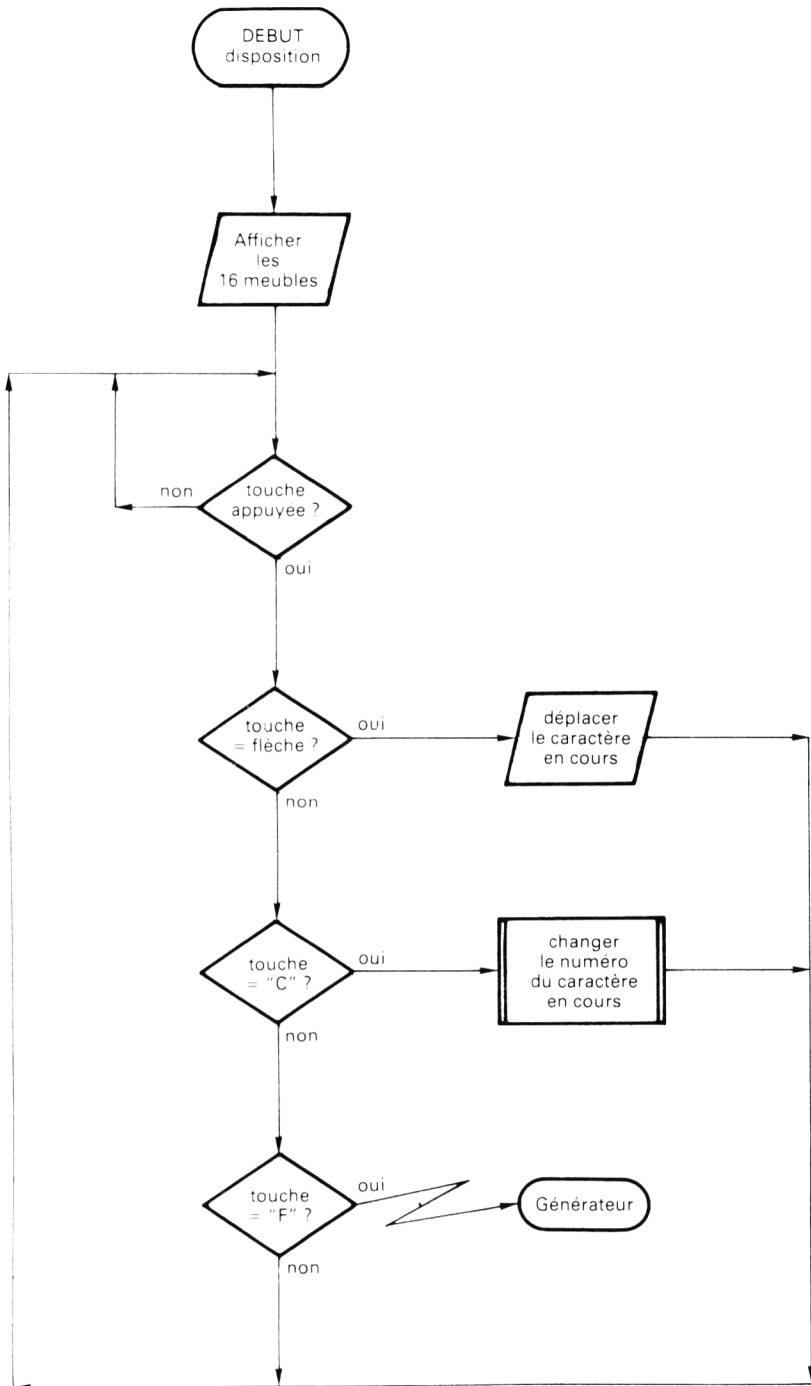 DEBUT
disposition
Afficher
les
16 meubles
touche
appuyée ?
non
oui
touche
= flèche ?
oui
déplacer
le caractère
en cours
non
touche
= "C" ?
oui
changer
le numéro
du caractère
en cours
non
touche
= "F" ?
oui
Générateur
non